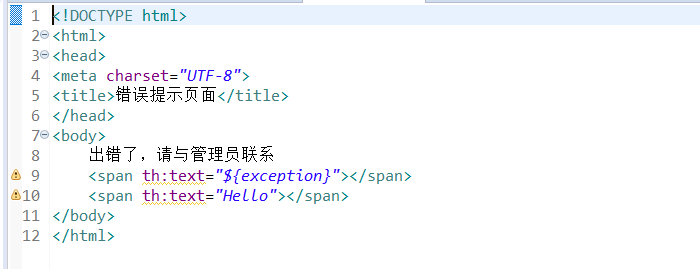 1 <!DOCTYPE html>
2 <html>
3 <head>
4 <meta charset="UTF-8">
5 <title>错误提示页面</title>
6 </head>
7 <body>
8     出错了，请与管理员联系
9     <span th:text="${exception}"></span>
10     <span th:text="Hello"></span>
11 </body>
12 </html>